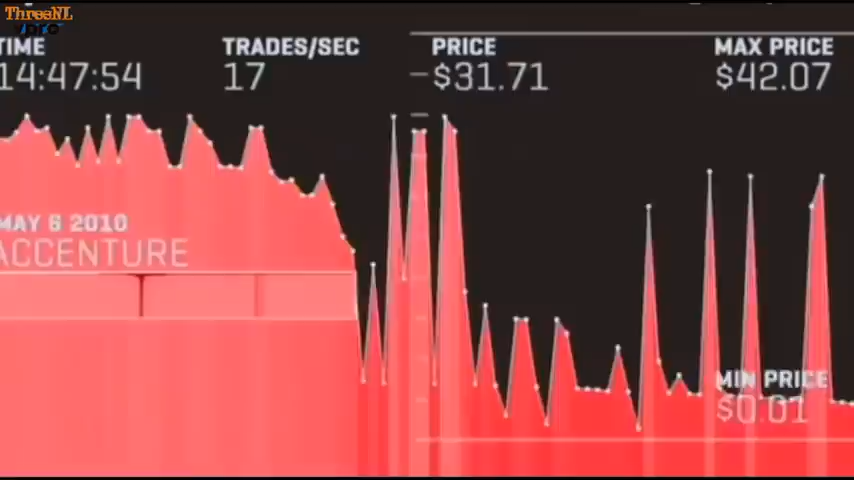 ThreeNL
vpro
TIME
14:47:54
TRADES/SEC
17
PRICE
$31.71
MAX PRICE
$42.07
MAY 6 2010
ACCENTURE
MIN PRICE
$0.01